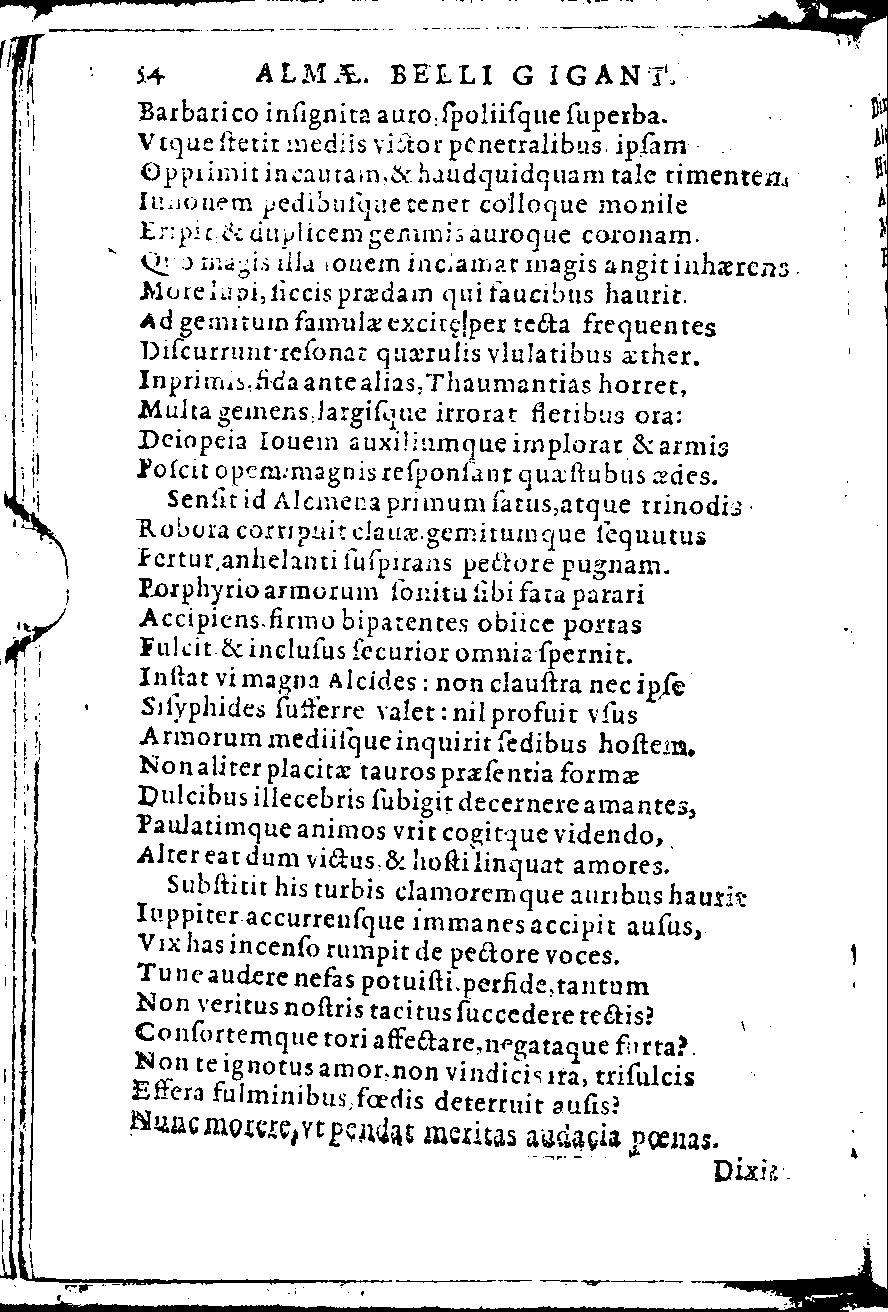 54 ALMÆ. BELLI GIGANT.
Barbarico inſignita auro, ſpoliiſque ſuperba.
Vtque ſtetit mediis victor penetralibus, ipſam
Opprimit incautam, & haudquidquam tale timentem,
Iunonem pedibuſque tenet colloque monile
Eripit, & duplicem gemmis auroque coronam.
Quo magis illa Iouem inclamat magis angit inhærens.
More lupi, ſiccis prædam qui faucibus haurit.
Ad gemitum famulæ excitę per tecta frequentes
Diſcurrunt reſonat quærulis vlulatibus æther.
Inprimis, fida ante alias, Thaumantias horret,
Multa gemens, largiſque irrorat fletibus ora:
Deiopeia Iouem auxiliumque implorat & armis
Poſcit opem: magnis reſponſant quæſtubus ædes.
Senſit id Alcmena primum ſatus, atque trinodis
Robora corripuit clauæ, gemitumque ſequutus
Fertur, anhelanti ſuſpirans pectore pugnam.
Porphyrio armorum ſonitu ſibi fata parari
Accipiens, firmo bipatentes obiice portas
Fulcit, & incluſus ſecurior omnia ſpernit.
Inſtat vi magna Alcides: non clauſtra nec ipſe
Siſyphides ſufferre valet: nil profuit vſus
Armorum mediiſque inquirit ſedibus hoſtem.
Non aliter placitæ tauros præſentia formæ
Dulcibus illecebris ſubigit decernere amantes,
Paulatimque animos vrit cogitque videndo,
Alter eat dum victus, & hoſti linquat amores.
Subſtitit his turbis clamoremque auribus haurit
Iuppiter accurrenſque immanes accipit auſus,
Vix has incenſo rumpit de pectore voces.
Tune audere nefas potuiſti, perfide, tantum
Non veritus noſtris tacitus ſuccedere tectis?
Conſortemque tori affectare, negataque furta?
Non te ignotus amor, non vindicis ira, triſulcis
Effera fulminibus, fœdis deterruit auſis?
Nunc morere, vt pendat meritas audacia pœnas.
Dixit